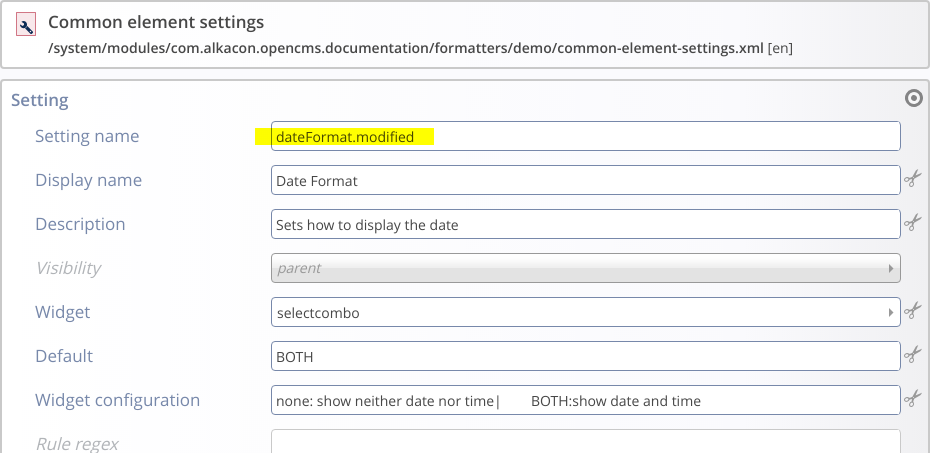 Common element settings
/system/modules/com.alkacon.opencms.documentation/formatters/demo/common-element-settings.xml [en]
Setting
Setting name dateFormat.modified
Display name Date Format
Description Sets how to display the date
Visibility parent
Widget selectcombo
Default BOTH
Widget configuration none: show neither date nor time| BOTH:show date and time
Rule regex